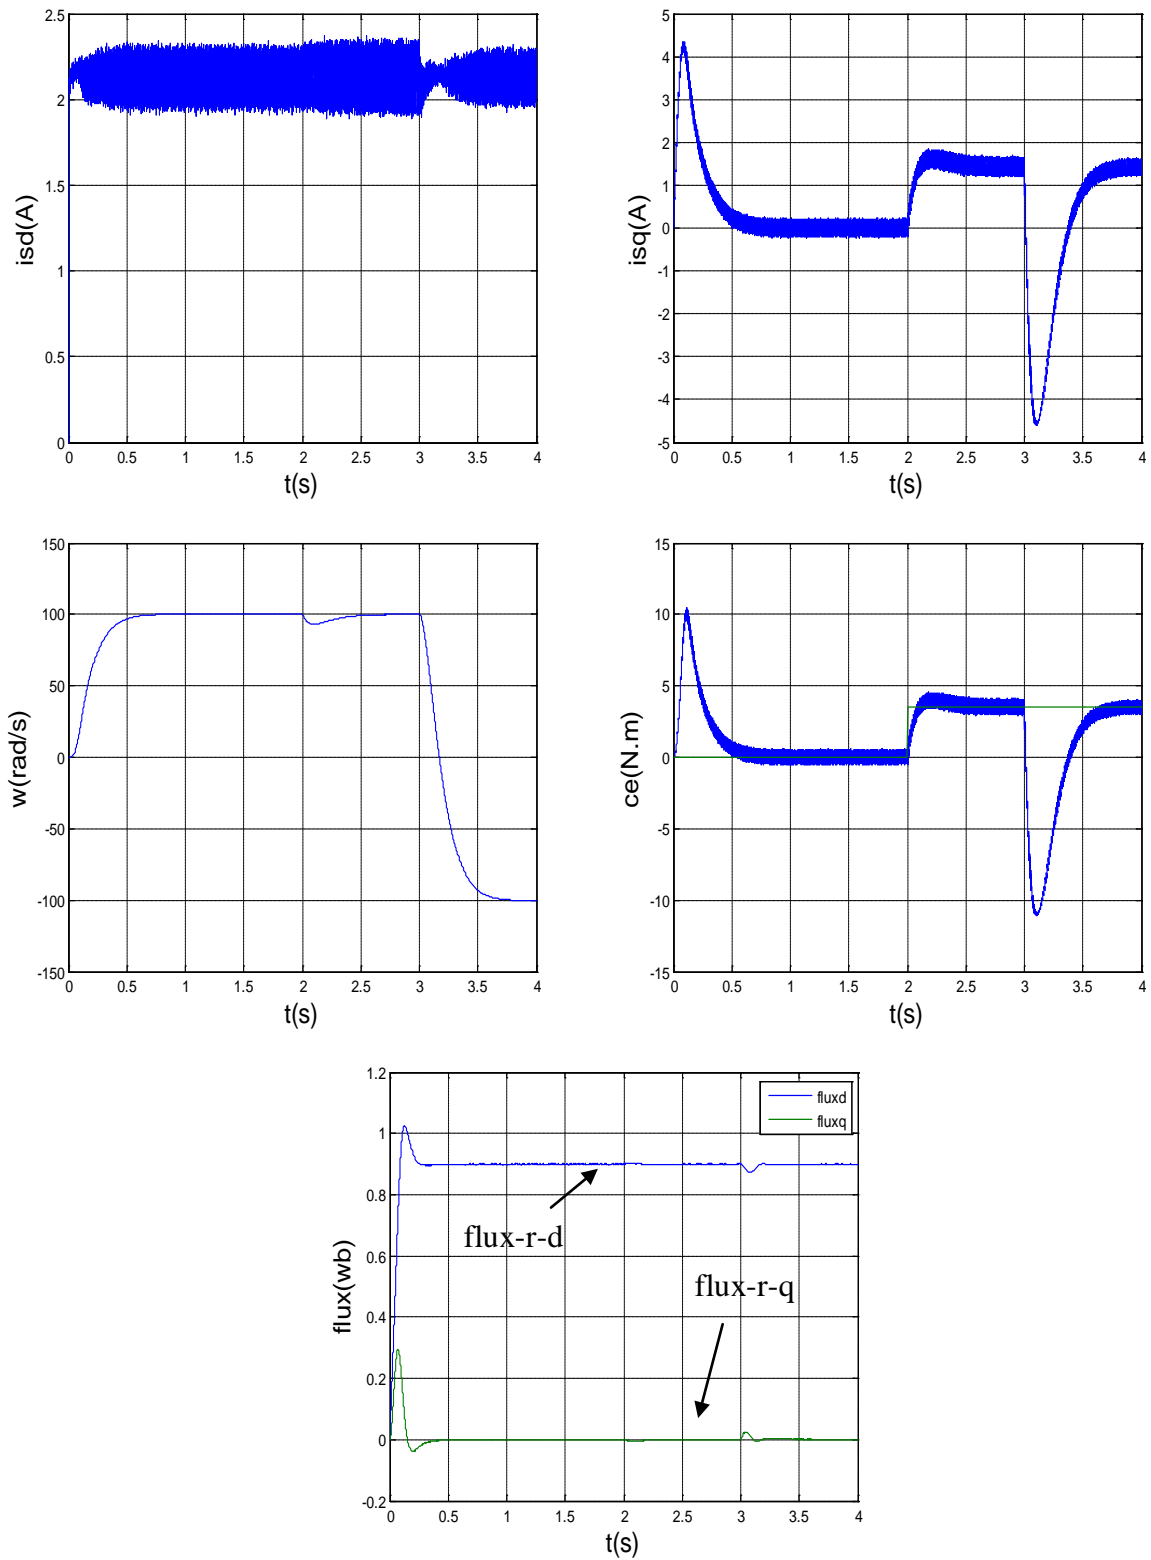 2.5
2
1.5
1
0.5
0
isd(A)
0 0.5 1 1.5 2 2.5 3 3.5 4
t(s)
5
4
3
2
1
0
-1
-2
-3
-4
-5
isq(A)
0 0.5 1 1.5 2 2.5 3 3.5 4
t(s)
150
100
50
0
-50
-100
-150
w(rad/s)
0 0.5 1 1.5 2 2.5 3 3.5 4
t(s)
15
10
5
0
-5
-10
-15
ce(N.m)
0 0.5 1 1.5 2 2.5 3 3.5 4
t(s)
1.2
1
0.8
0.6
0.4
0.2
0
-0.2
flux(wb)
fluxd
fluxq
flux-r-d
flux-r-q
0 0.5 1 1.5 2 2.5 3 3.5 4
t(s)